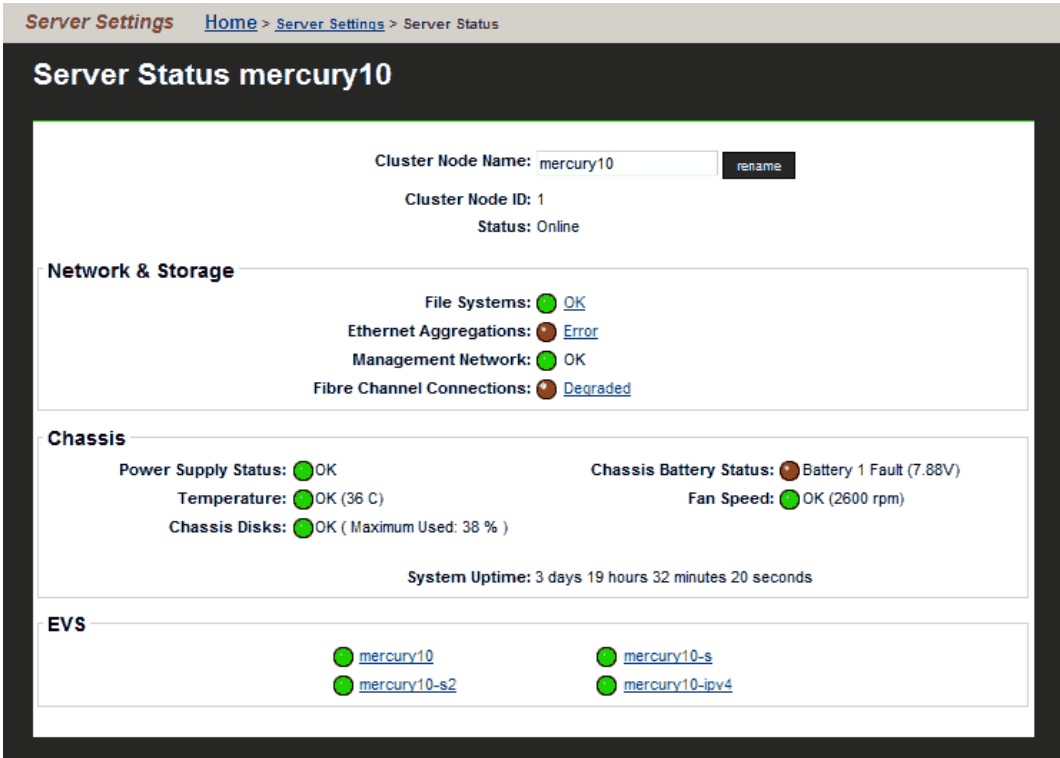 Server Settings Home > Server Settings > Server Status
Server Status mercury10
Cluster Node Name: mercury10 rename
Cluster Node ID: 1
Status: Online
Network & Storage
File Systems: OK
Ethernet Aggregations: Error
Management Network: OK
Fibre Channel Connections: Degraded
Chassis
Power Supply Status: OK Chassis Battery Status: Battery 1 Fault (7.88V)
Temperature: OK (36 C) Fan Speed: OK (2600 rpm)
Chassis Disks: OK ( Maximum Used: 38 % )
System Uptime: 3 days 19 hours 32 minutes 20 seconds
EVS
mercury10 mercury10-s
mercury10-s2 mercury10-ipv4